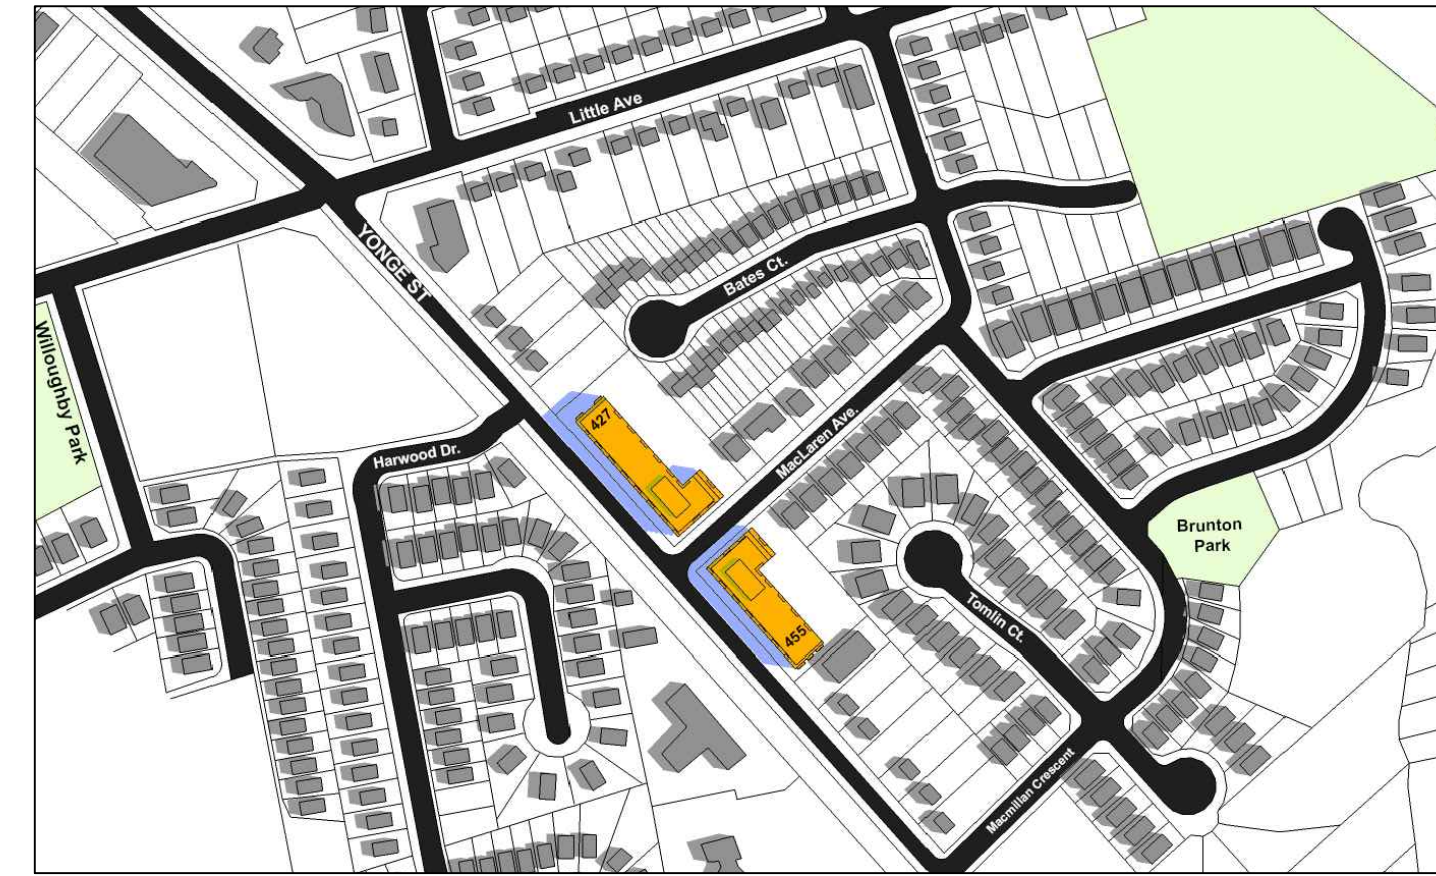 Little Ave
YONGE ST
Bates Ct.
Willoughby Park
427
MacLaren Ave.
Harwood Dr.
Brunton
Park
Tomlin Ct.
455
Macmillan Crescent